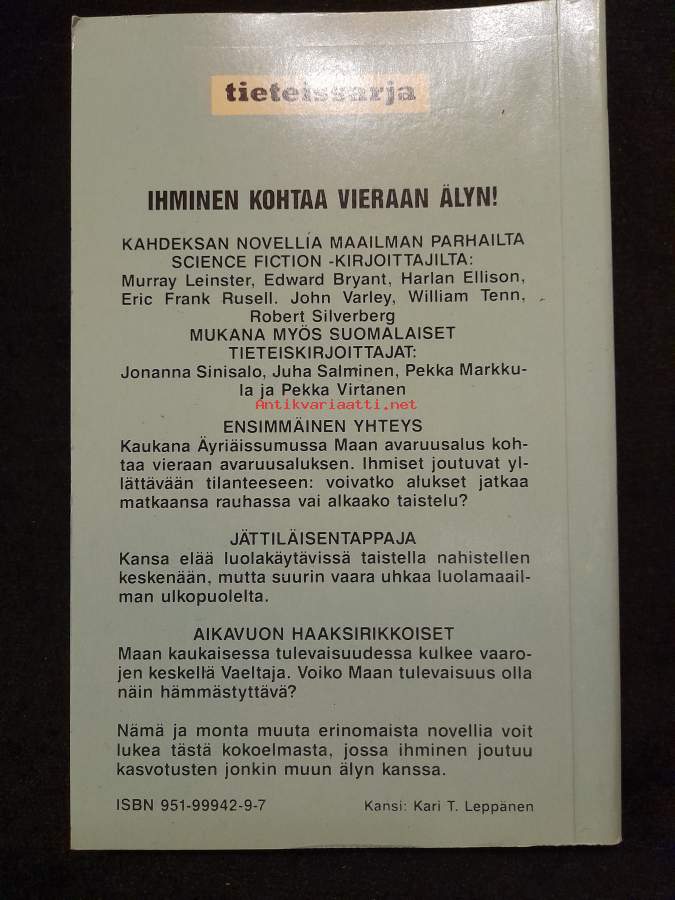 tieteissarja
IHMINEN KOHTAA VIERAAN ÄLYN!
KAHDEKSAN NOVELLIA MAAILMAN PARHAILTA
SCIENCE FICTION -KIRJOITTAJILTA:
Murray Leinster, Edward Bryant, Harlan Ellison,
Eric Frank Rusell. John Varley, William Tenn,
Robert Silverberg
MUKANA MYÖS SUOMALAISET
TIETEISKIRJOITTAJAT:
Jonanna Sinisalo, Juha Salminen, Pekka Markku-
la ja Pekka Virtanen
Antikvariaatti.net
ENSIMMÄINEN YHTEYS
Kaukana Äyriäissumussa Maan avaruusalus koh-
taa vieraan avaruusaluksen. Ihmiset joutuvat yl-
lättävään tilanteeseen: voivatko alukset jatkaa
matkaansa rauhassa vai alkaako taistelu?
JÄTTILÄISENTAPPAJA
Kansa elää luolakäytävissä taistella nahistellen
keskenään, mutta suurin vaara uhkaa luolamaail-
man ulkopuolelta.
AIKAVUON HAAKSIRIKKOISET
Maan kaukaisessa tulevaisuudessa kulkee vaaro-
jen keskellä Vaeltaja. Voiko Maan tulevaisuus olla
näin hämmästyttävä?
Nämä ja monta muuta erinomaista novellia voit
lukea tästä kokoelmasta, jossa ihminen joutuu
kasvotusten jonkin muun älyn kanssa.
ISBN 951-99942-9-7 Kansi: Kari T. Leppänen